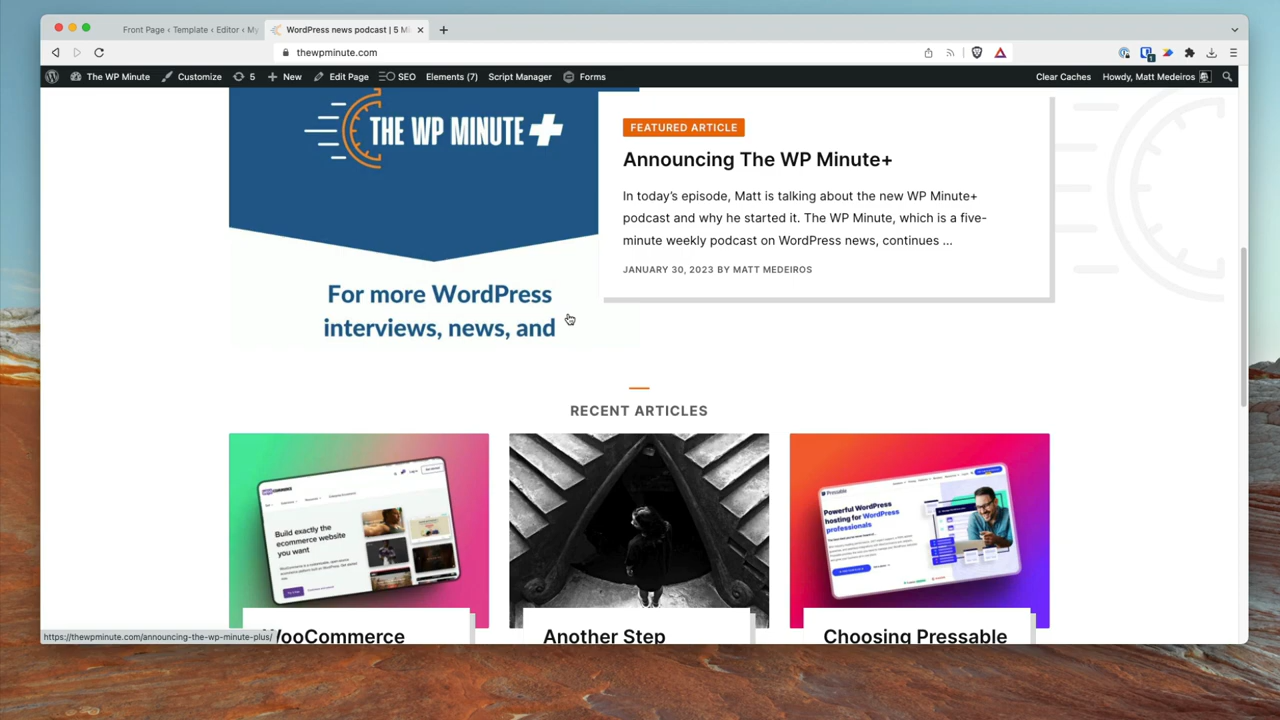 Front Page ‹ Template ‹ Editor ‹ My
WordPress news podcast | 5 Mi
thewpminute.com
The WP Minute
Customize
5
New
Edit Page
SEO
Elements (7)
Script Manager
Forms
Clear Caches
Howdy, Matt Medeiros
THE WP MINUTE
For more WordPress
interviews, news, and
FEATURED ARTICLE
Announcing The WP Minute+
In today’s episode, Matt is talking about the new WP Minute+
podcast and why he started it. The WP Minute, which is a five-
minute weekly podcast on WordPress news, continues ...
JANUARY 30, 2023 BY MATT MEDEIROS
RECENT ARTICLES
Build exactly the
ecommerce website
you want
Pressable
Powerful WordPress
hosting for WordPress
professionals
WooCommerce
Another Step
Choosing Pressable
https://thewpminute.com/announcing-the-wp-minute-plus/